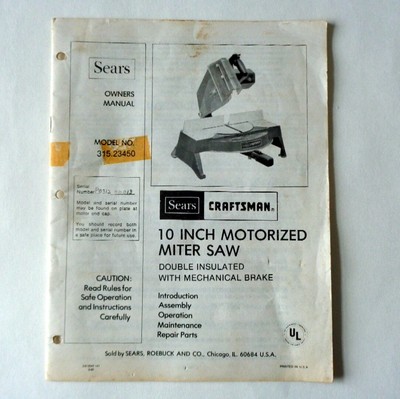 Sears
OWNERS
MANUAL
MODEL NO.
315.23450
Serial
Number
Model and serial number
may be found on plate at
motor end cap.
You should record both
model and serial number in
a safe place for future use.
CAUTION:
Read Rules for
Safe Operation
and Instructions
Carefully
Sears CRAFTSMAN®
10 INCH MOTORIZED
MITER SAW
DOUBLE INSULATED
WITH MECHANICAL BRAKE
Introduction
Assembly
Operation
Maintenance
Repair Parts
UL
Sold by SEARS, ROEBUCK AND CO., Chicago, IL. 60684 U.S.A.
PRINTED IN U.S.A.